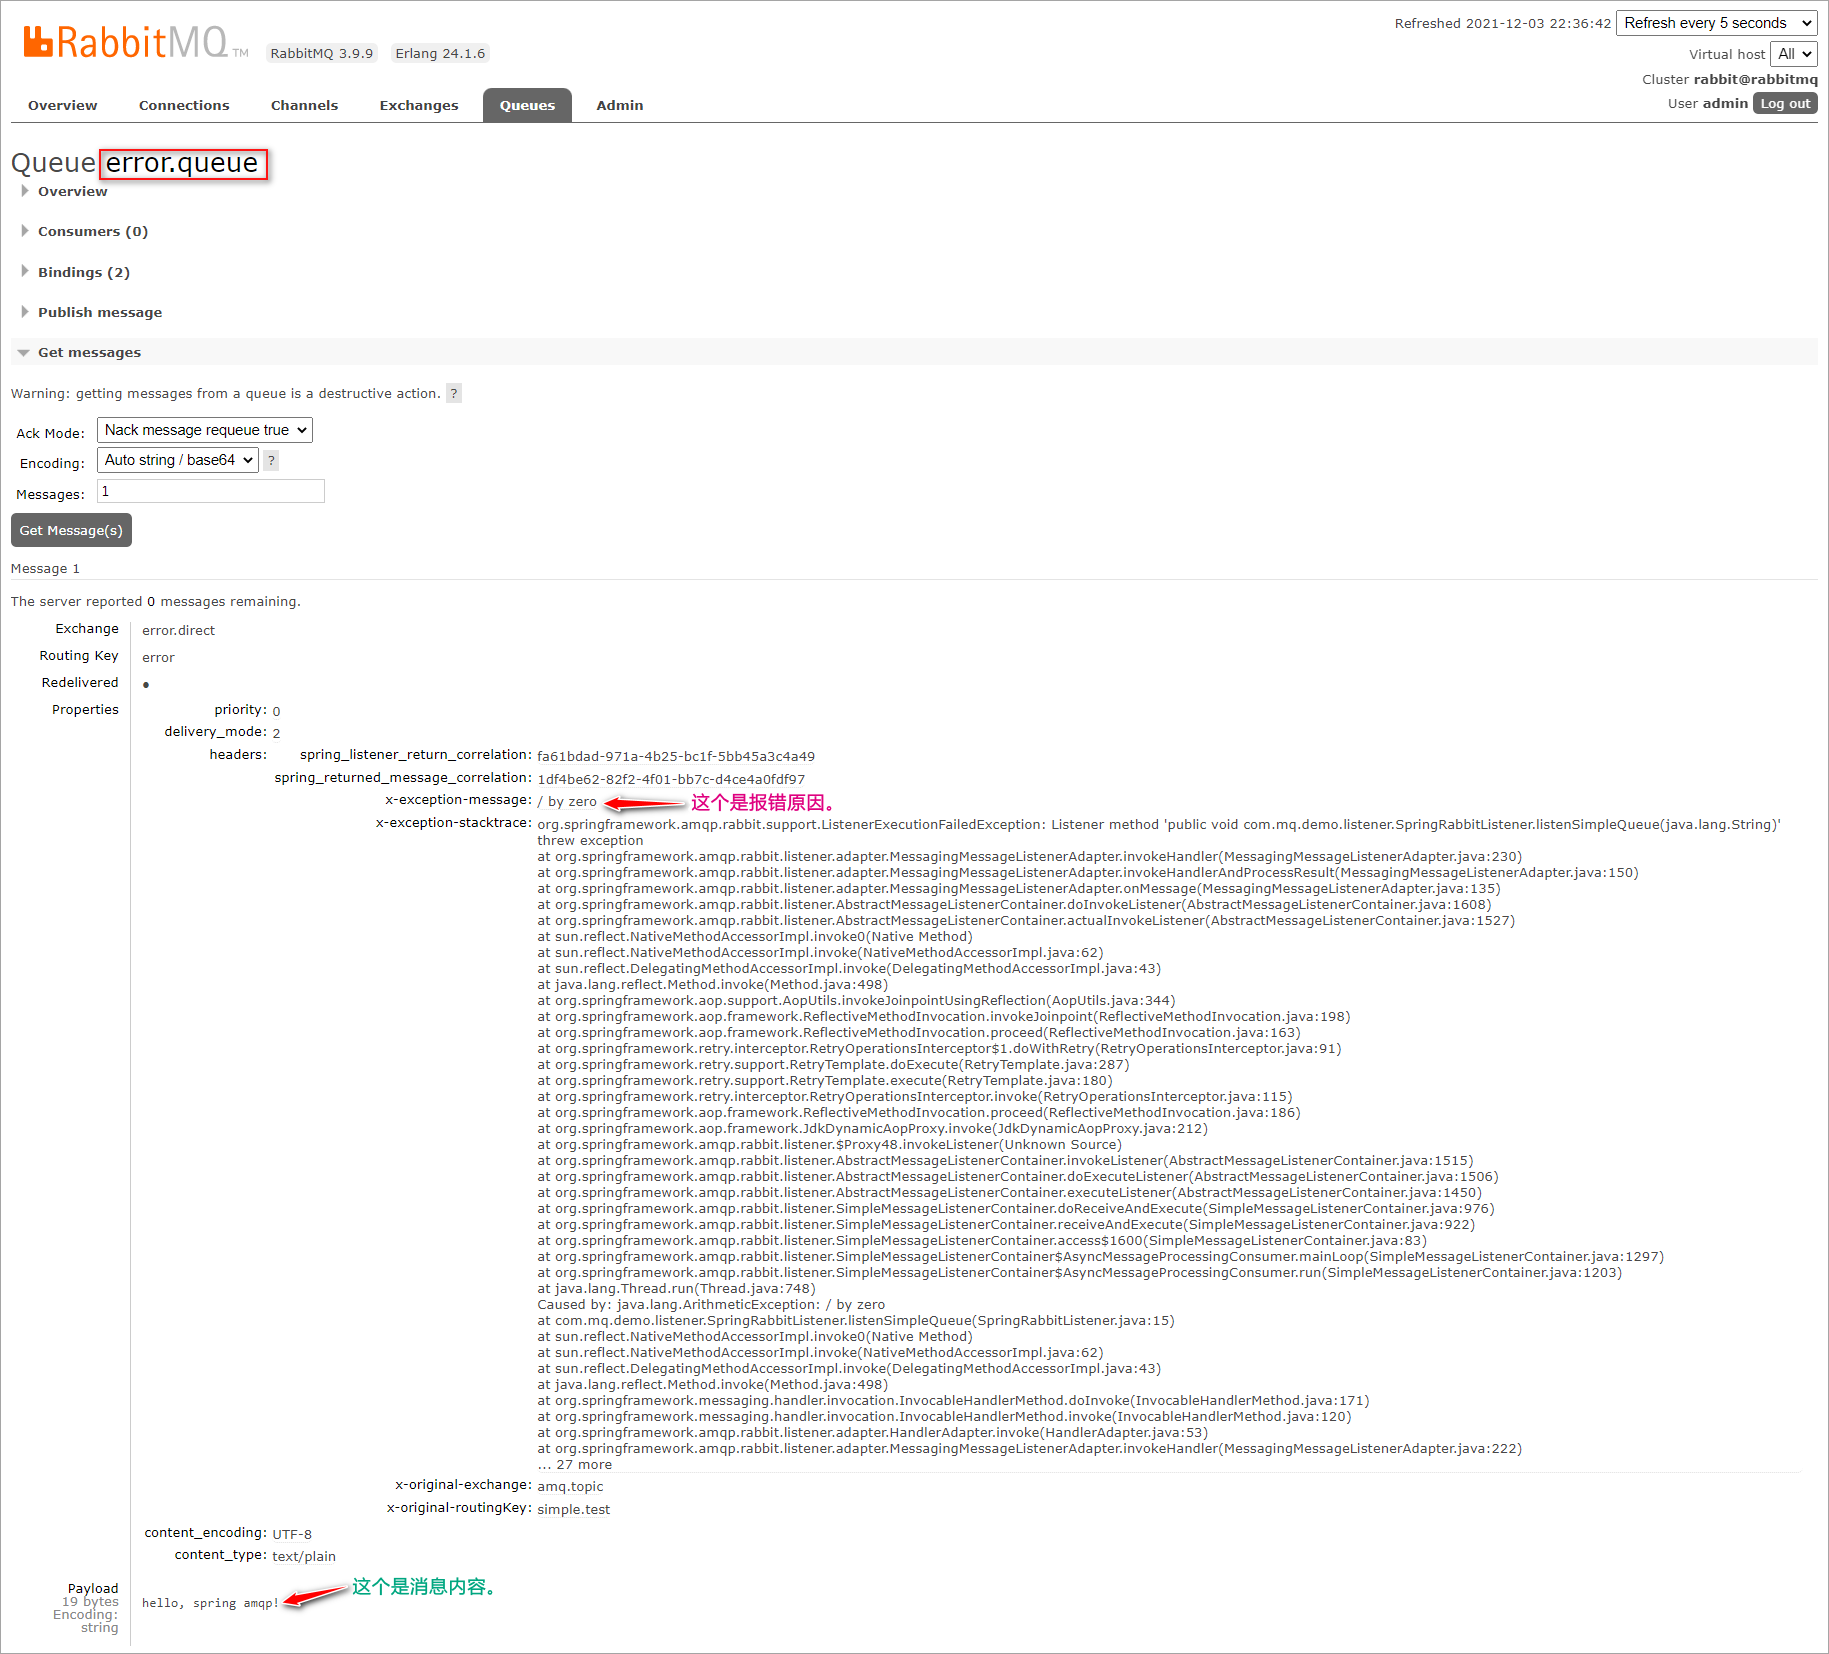 RabbitMQ TM RabbitMQ 3.9.9 Erlang 24.1.6
Refreshed 2021-12-03 22:36:42 Refresh every 5 seconds
Virtual host All
Cluster rabbit@rabbitmq
User admin Log out
Overview Connections Channels Exchanges Queues Admin
Queue error.queue
Overview
Consumers (0)
Bindings (2)
Publish message
Get messages
Warning: getting messages from a queue is a destructive action. ?
Ack Mode: Nack message requeue true
Encoding: Auto string / base64 ?
Messages: 1
Get Message(s)
Message 1
The server reported 0 messages remaining.
Exchange error.direct
Routing Key error
Redelivered ●
Properties priority: 0
delivery_mode: 2
headers: spring_listener_return_correlation: fa61bdad-971a-4b25-bc1f-5bb45a3c4a49
spring_returned_message_correlation: 1df4be62-82f2-4f01-bb7c-d4ce4a0fdf97
x-exception-message: / by zero 这个是报错原因。
x-exception-stacktrace: org.springframework.amqp.rabbit.support.ListenerExecutionFailedException: Listener method 'public void com.mq.demo.listener.SpringRabbitListener.listenSimpleQueue(java.lang.String)'
threw exception
at org.springframework.amqp.rabbit.listener.adapter.MessagingMessageListenerAdapter.invokeHandler(MessagingMessageListenerAdapter.java:230)
at org.springframework.amqp.rabbit.listener.adapter.MessagingMessageListenerAdapter.invokeHandlerAndProcessResult(MessagingMessageListenerAdapter.java:150)
at org.springframework.amqp.rabbit.listener.adapter.MessagingMessageListenerAdapter.onMessage(MessagingMessageListenerAdapter.java:135)
at org.springframework.amqp.rabbit.listener.AbstractMessageListenerContainer.doInvokeListener(AbstractMessageListenerContainer.java:1608)
at org.springframework.amqp.rabbit.listener.AbstractMessageListenerContainer.actualInvokeListener(AbstractMessageListenerContainer.java:1527)
at sun.reflect.NativeMethodAccessorImpl.invoke0(Native Method)
at sun.reflect.NativeMethodAccessorImpl.invoke(NativeMethodAccessorImpl.java:62)
at sun.reflect.DelegatingMethodAccessorImpl.invoke(DelegatingMethodAccessorImpl.java:43)
at java.lang.reflect.Method.invoke(Method.java:498)
at org.springframework.aop.support.AopUtils.invokeJoinpointUsingReflection(AopUtils.java:344)
at org.springframework.aop.framework.ReflectiveMethodInvocation.invokeJoinpoint(ReflectiveMethodInvocation.java:198)
at org.springframework.aop.framework.ReflectiveMethodInvocation.proceed(ReflectiveMethodInvocation.java:163)
at org.springframework.retry.interceptor.RetryOperationsInterceptor$1.doWithRetry(RetryOperationsInterceptor.java:91)
at org.springframework.retry.support.RetryTemplate.doExecute(RetryTemplate.java:287)
at org.springframework.retry.support.RetryTemplate.execute(RetryTemplate.java:180)
at org.springframework.retry.interceptor.RetryOperationsInterceptor.invoke(RetryOperationsInterceptor.java:115)
at org.springframework.aop.framework.ReflectiveMethodInvocation.proceed(ReflectiveMethodInvocation.java:186)
at org.springframework.aop.framework.JdkDynamicAopProxy.invoke(JdkDynamicAopProxy.java:212)
at org.springframework.amqp.rabbit.listener.$Proxy48.invokeListener(Unknown Source)
at org.springframework.amqp.rabbit.listener.AbstractMessageListenerContainer.invokeListener(AbstractMessageListenerContainer.java:1515)
at org.springframework.amqp.rabbit.listener.AbstractMessageListenerContainer.doExecuteListener(AbstractMessageListenerContainer.java:1506)
at org.springframework.amqp.rabbit.listener.AbstractMessageListenerContainer.executeListener(AbstractMessageListenerContainer.java:1450)
at org.springframework.amqp.rabbit.listener.SimpleMessageListenerContainer.doReceiveAndExecute(SimpleMessageListenerContainer.java:976)
at org.springframework.amqp.rabbit.listener.SimpleMessageListenerContainer.receiveAndExecute(SimpleMessageListenerContainer.java:922)
at org.springframework.amqp.rabbit.listener.SimpleMessageListenerContainer.access$1600(SimpleMessageListenerContainer.java:83)
at org.springframework.amqp.rabbit.listener.SimpleMessageListenerContainer$AsyncMessageProcessingConsumer.mainLoop(SimpleMessageListenerContainer.java:1297)
at org.springframework.amqp.rabbit.listener.SimpleMessageListenerContainer$AsyncMessageProcessingConsumer.run(SimpleMessageListenerContainer.java:1203)
at java.lang.Thread.run(Thread.java:748)
Caused by: java.lang.ArithmeticException: / by zero
at com.mq.demo.listener.SpringRabbitListener.listenSimpleQueue(SpringRabbitListener.java:15)
at sun.reflect.NativeMethodAccessorImpl.invoke0(Native Method)
at sun.reflect.NativeMethodAccessorImpl.invoke(NativeMethodAccessorImpl.java:62)
at sun.reflect.DelegatingMethodAccessorImpl.invoke(DelegatingMethodAccessorImpl.java:43)
at java.lang.reflect.Method.invoke(Method.java:498)
at org.springframework.messaging.handler.invocation.InvocableHandlerMethod.doInvoke(InvocableHandlerMethod.java:171)
at org.springframework.messaging.handler.invocation.InvocableHandlerMethod.invoke(InvocableHandlerMethod.java:120)
at org.springframework.amqp.rabbit.listener.adapter.HandlerAdapter.invoke(HandlerAdapter.java:53)
at org.springframework.amqp.rabbit.listener.adapter.MessagingMessageListenerAdapter.invokeHandler(MessagingMessageListenerAdapter.java:222)
... 27 more
x-original-exchange: amq.topic
x-original-routingKey: simple.test
content_encoding: UTF-8
content_type: text/plain
Payload
19 bytes
Encoding:
string
hello, spring amqp! 这个是消息内容。